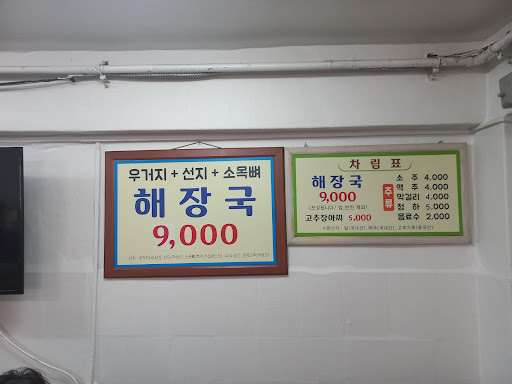 우거지 + 선지 + 소목뼈
해 장 국
9,000
차 림 표
해 장 국
9,000
고추장아찌 5,000
주류
소 주 4,000
맥 주 4,000
막걸리 4,000
청 하 5,000
음료수 2,000